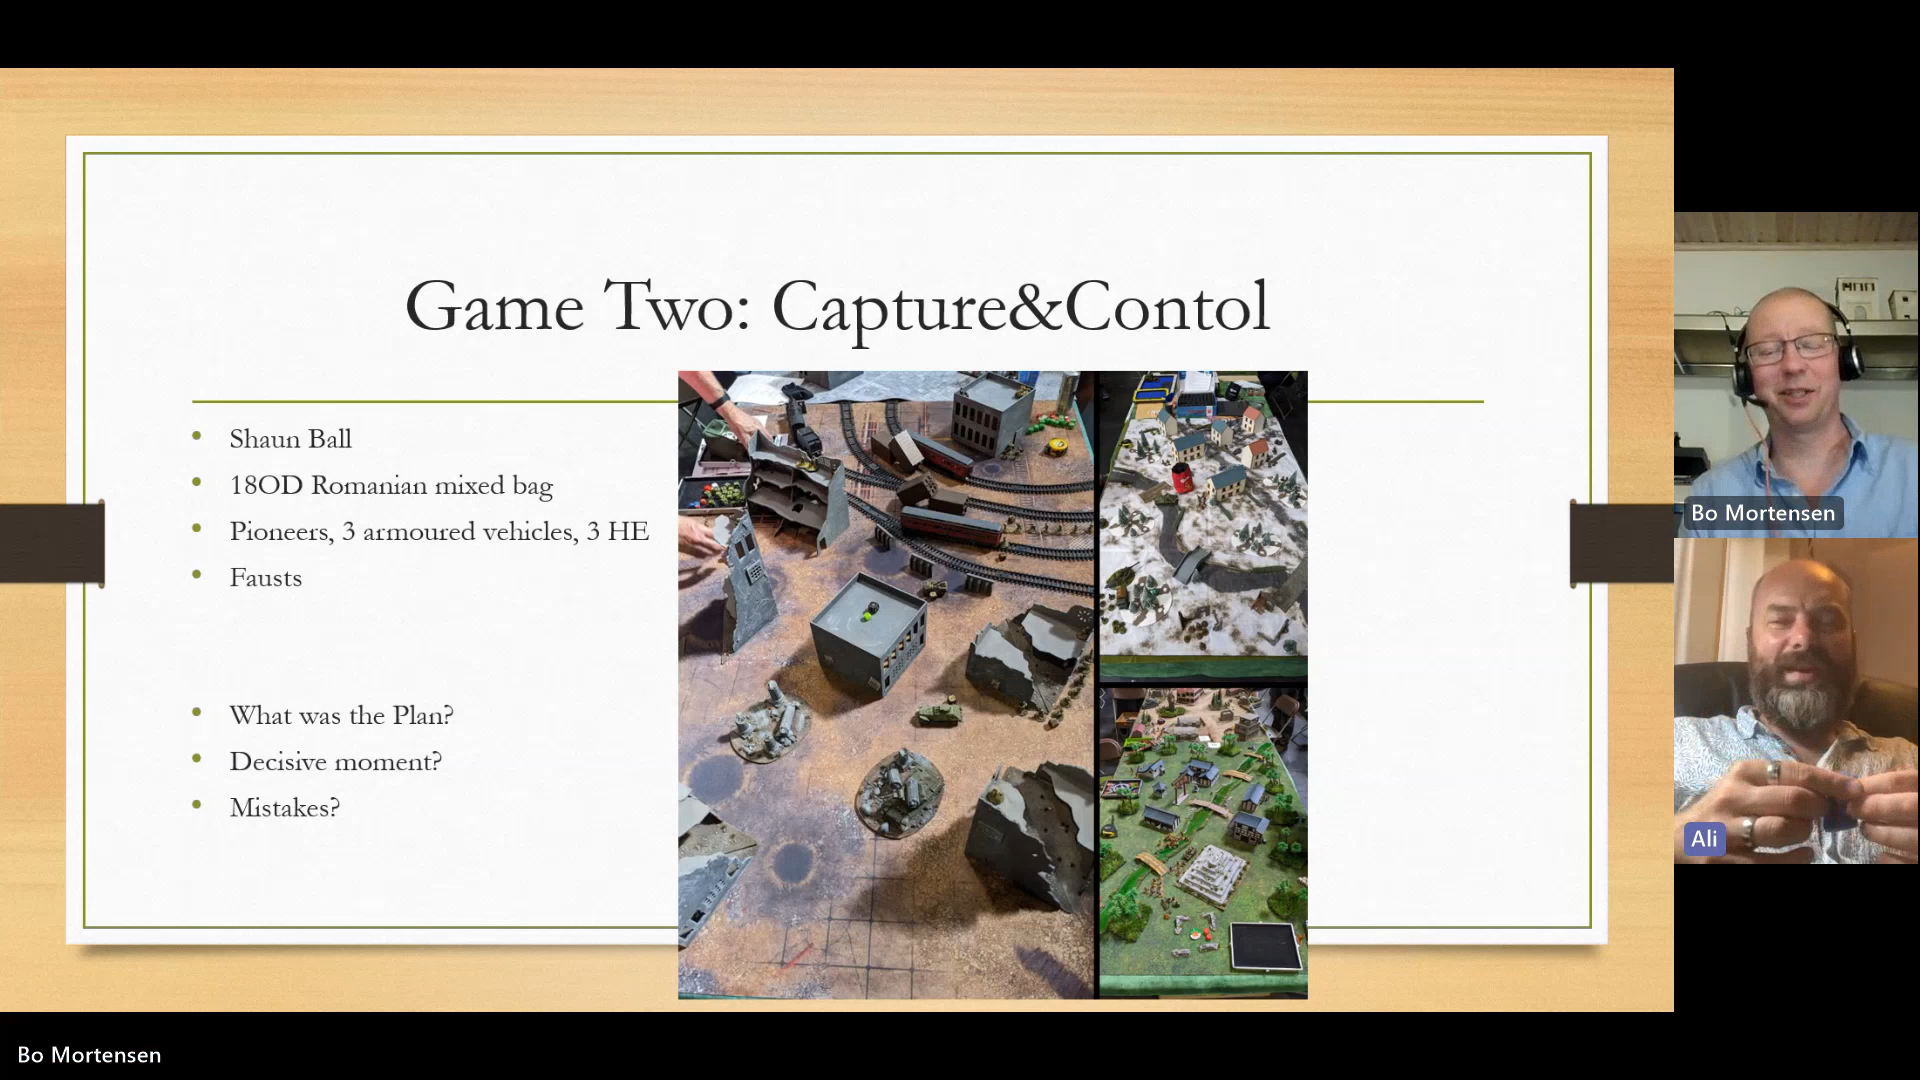 Game Two: Capture&Contol
Shaun Ball
18OD Romanian mixed bag
Pioneers, 3 armoured vehicles, 3 HE
Fausts
What was the Plan?
Decisive moment?
Mistakes?
Bo Mortensen
Ali
Bo Mortensen